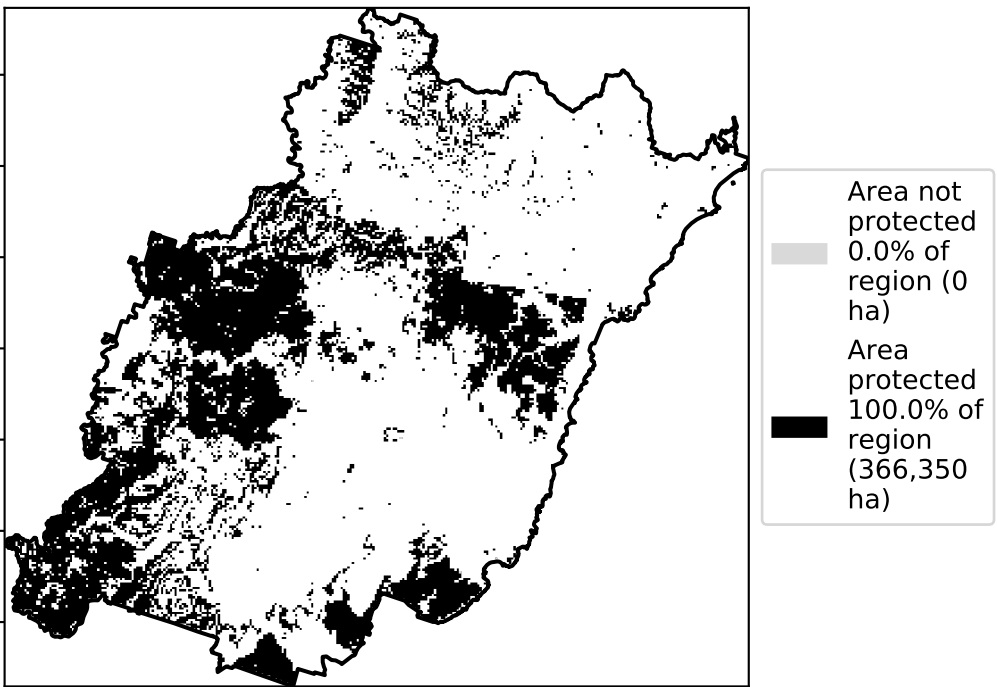 Area not
protected
0.0% of
region (0
ha)
Area
protected
100.0% of
region
(366,350
ha)